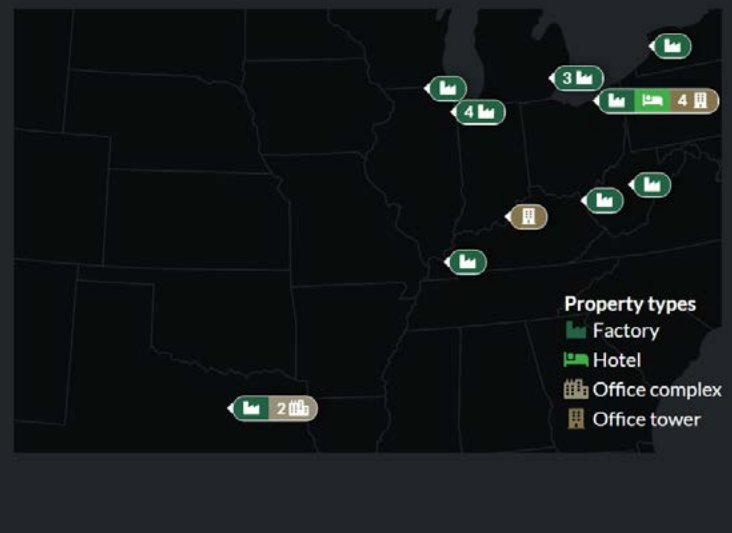 3
4
4
2
Property types
Factory
Hotel
Office complex
Office tower